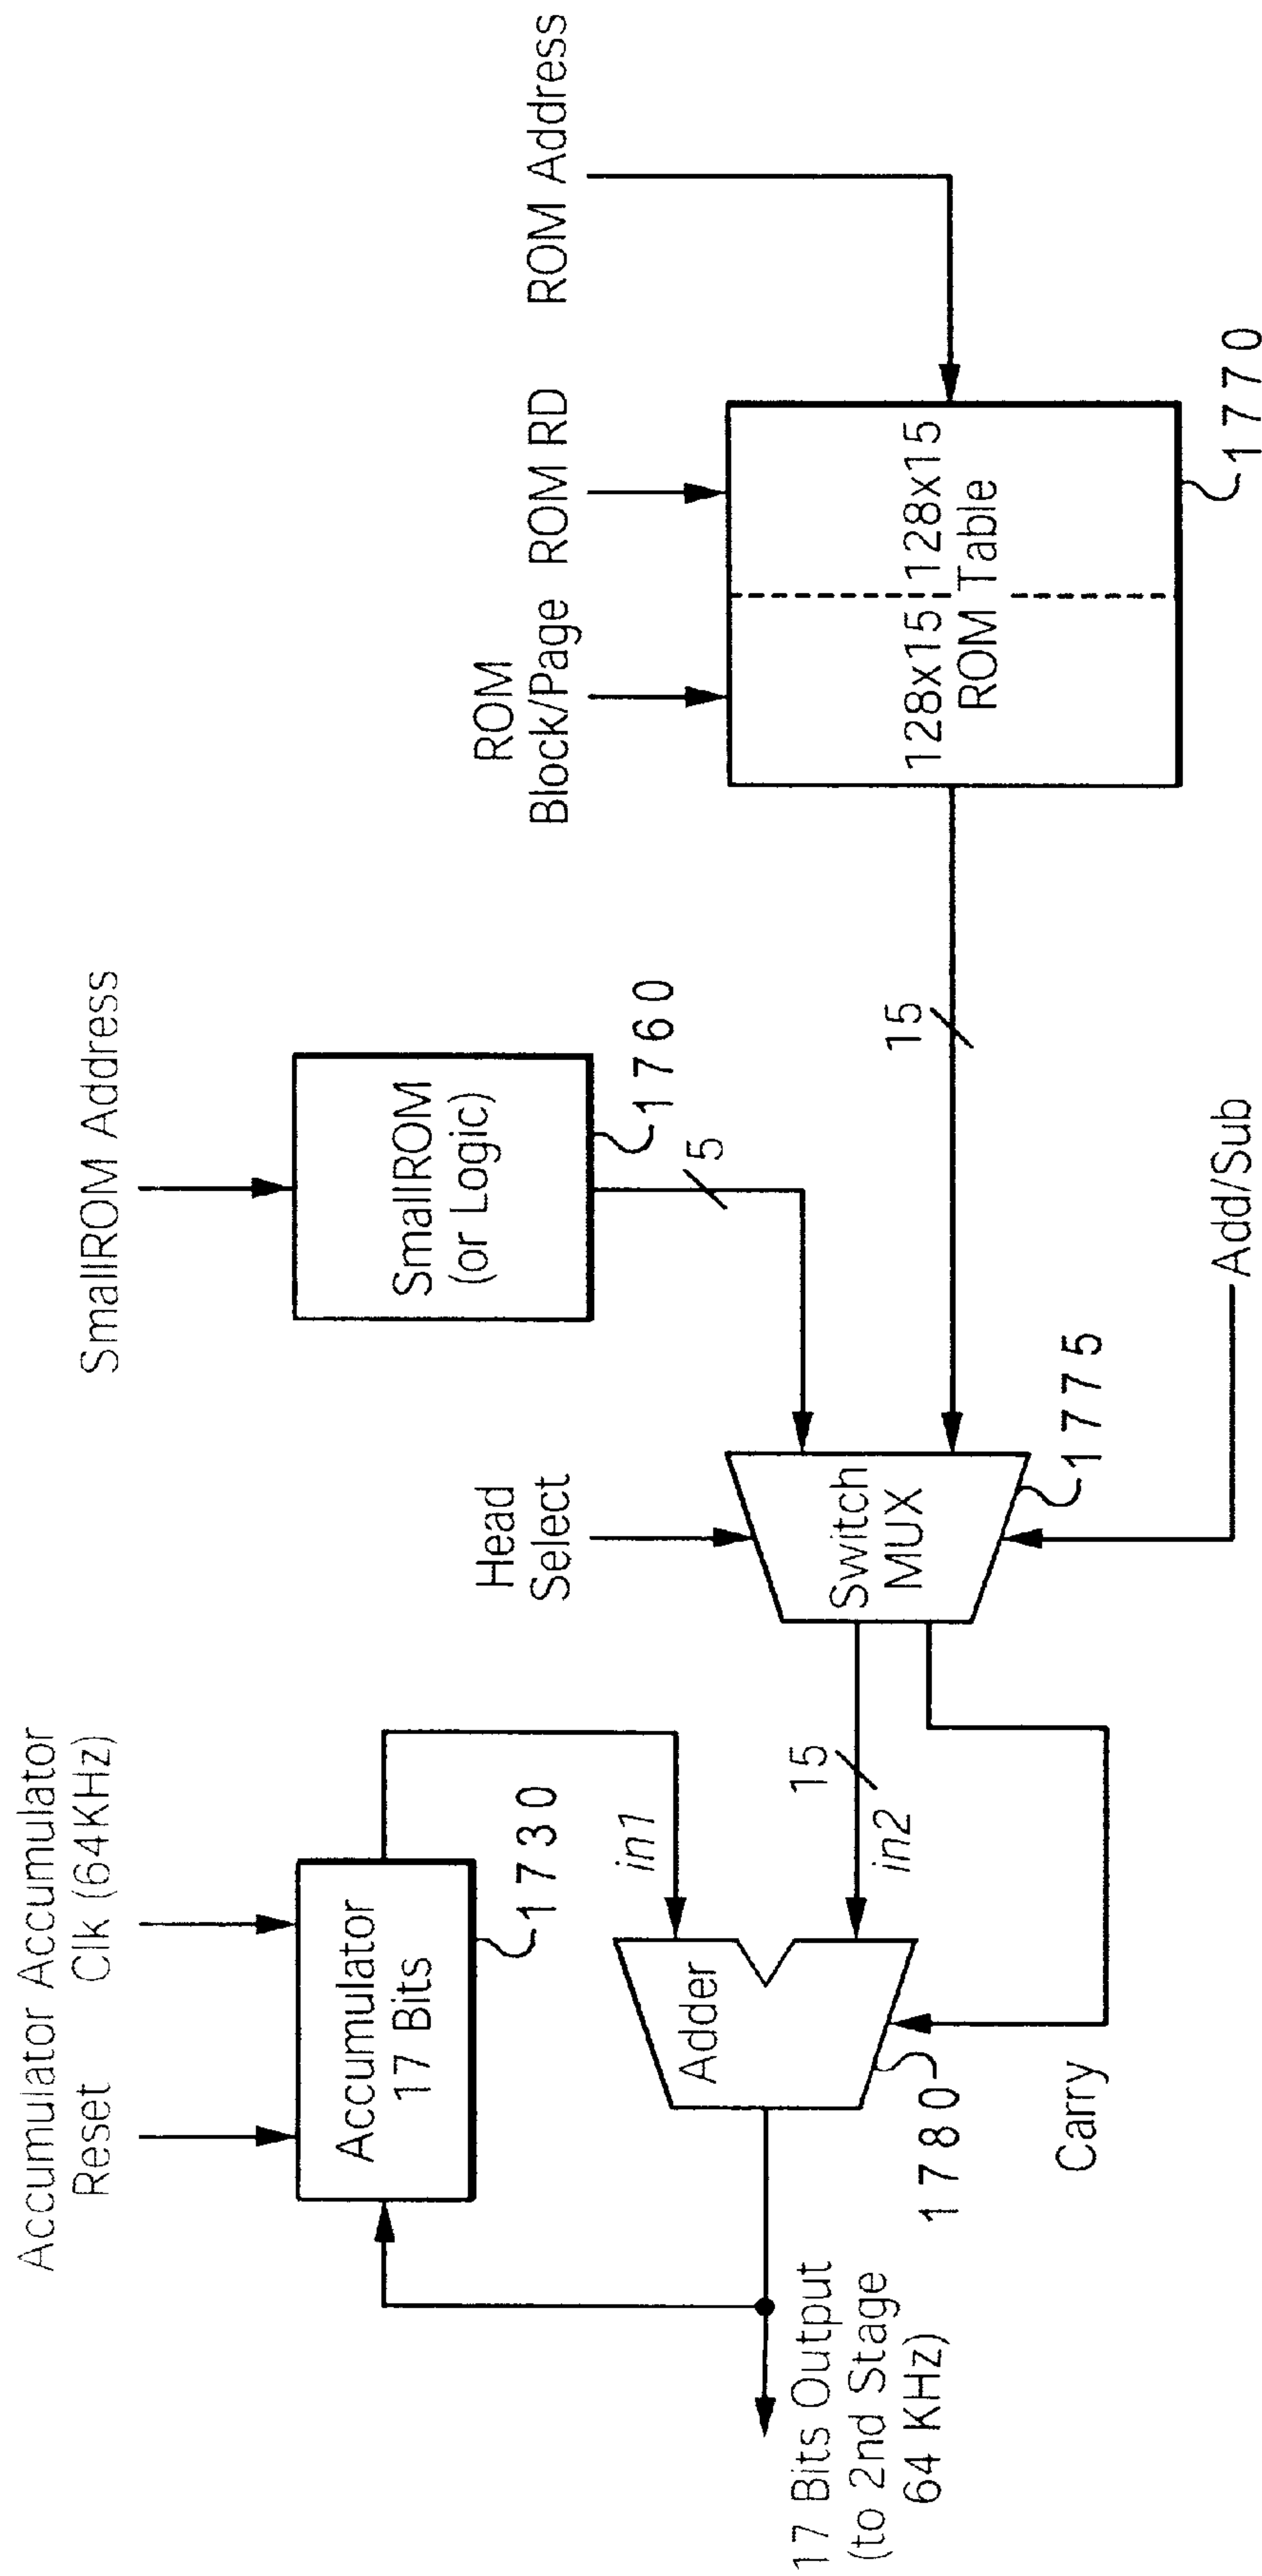 Accumulator Accumulator
Reset Clk (64KHz)
SmallROM Address
Accumulator
17 Bits
1730
SmallROM
(or Logic)
1760
5
Head
Select
ROM
Block/Page
ROM RD
ROM Address
in1
Adder
1780
in2
15
Carry
Switch
MUX
1775
15
Add/Sub
128x15
128x15
ROM Table
1770
17 Bits Output
(to 2nd Stage
64 KHz)